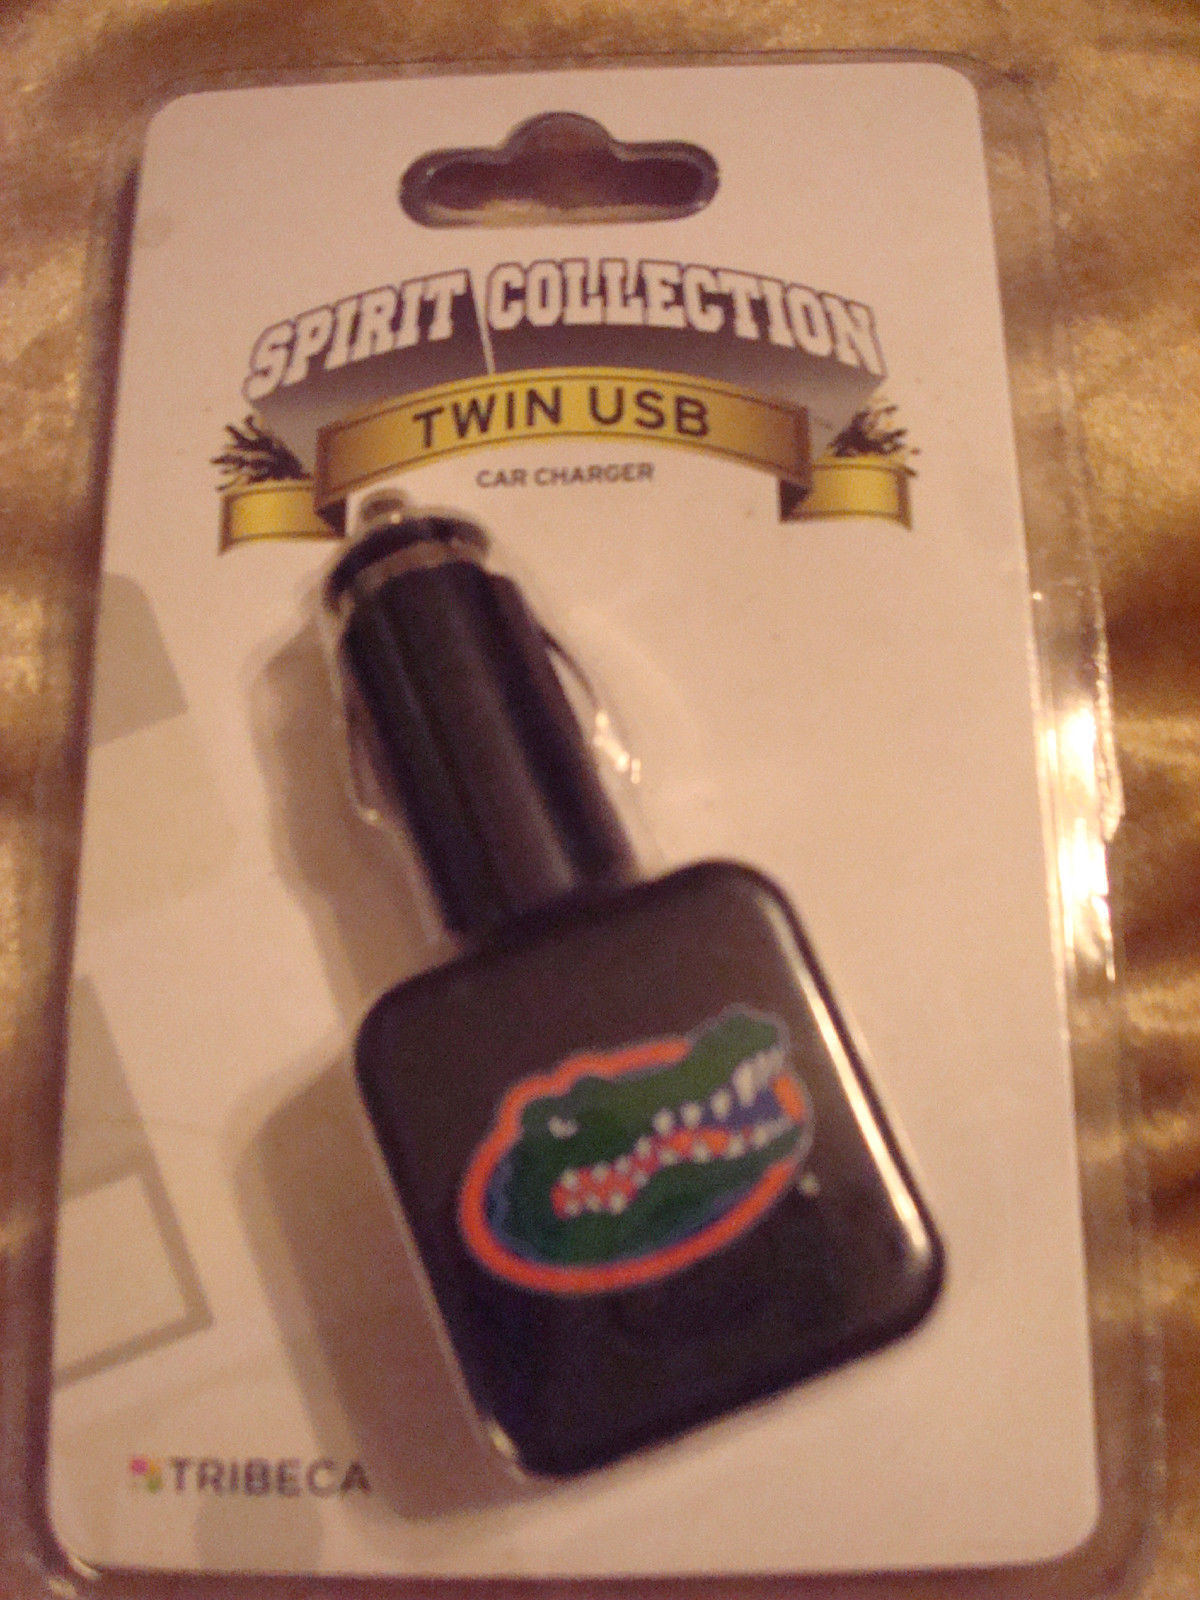 SPIRIT COLLECTION
TWIN USB
CAR CHARGER
TRIBECA